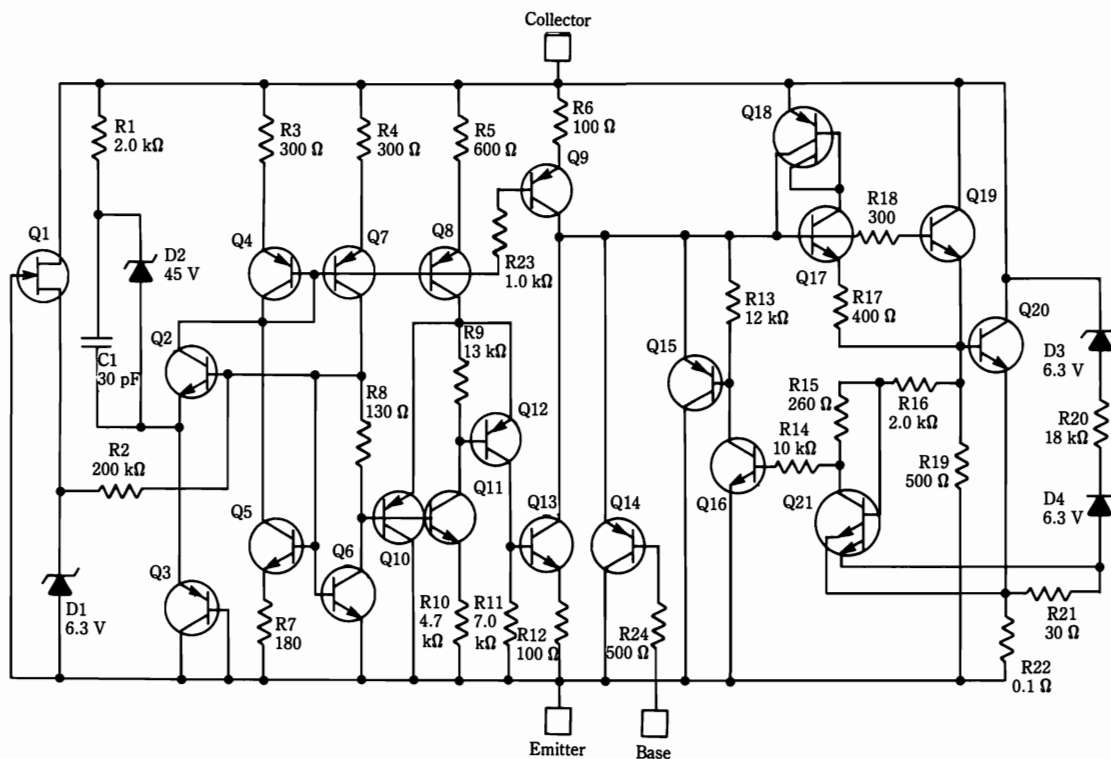 Collector
R1
2.0 kΩ
R3
300 Ω
R4
300 Ω
R5
600 Ω
R6
100 Ω
Q9
Q18
R18
300
Q19
Q1
D2
45 V
Q4
Q7
Q8
R23
1.0 kΩ
Q17
R17
400 Ω
Q20
C1
30 pF
Q2
R9
13 kΩ
R13
12 kΩ
Q15
D3
6.3 V
R8
130 Ω
Q12
R15
260 Ω
R16
2.0 kΩ
R14
10 kΩ
R20
18 kΩ
R2
200 kΩ
R19
500 Ω
Q5
Q11
Q13
Q14
Q16
Q21
D4
6.3 V
Q6
Q10
Q3
D1
6.3 V
R7
180
R10
4.7
kΩ
R11
7.0
kΩ
R12
100 Ω
R24
500Ω
R21
30 Ω
R22
0.1 Ω
Emitter
Base